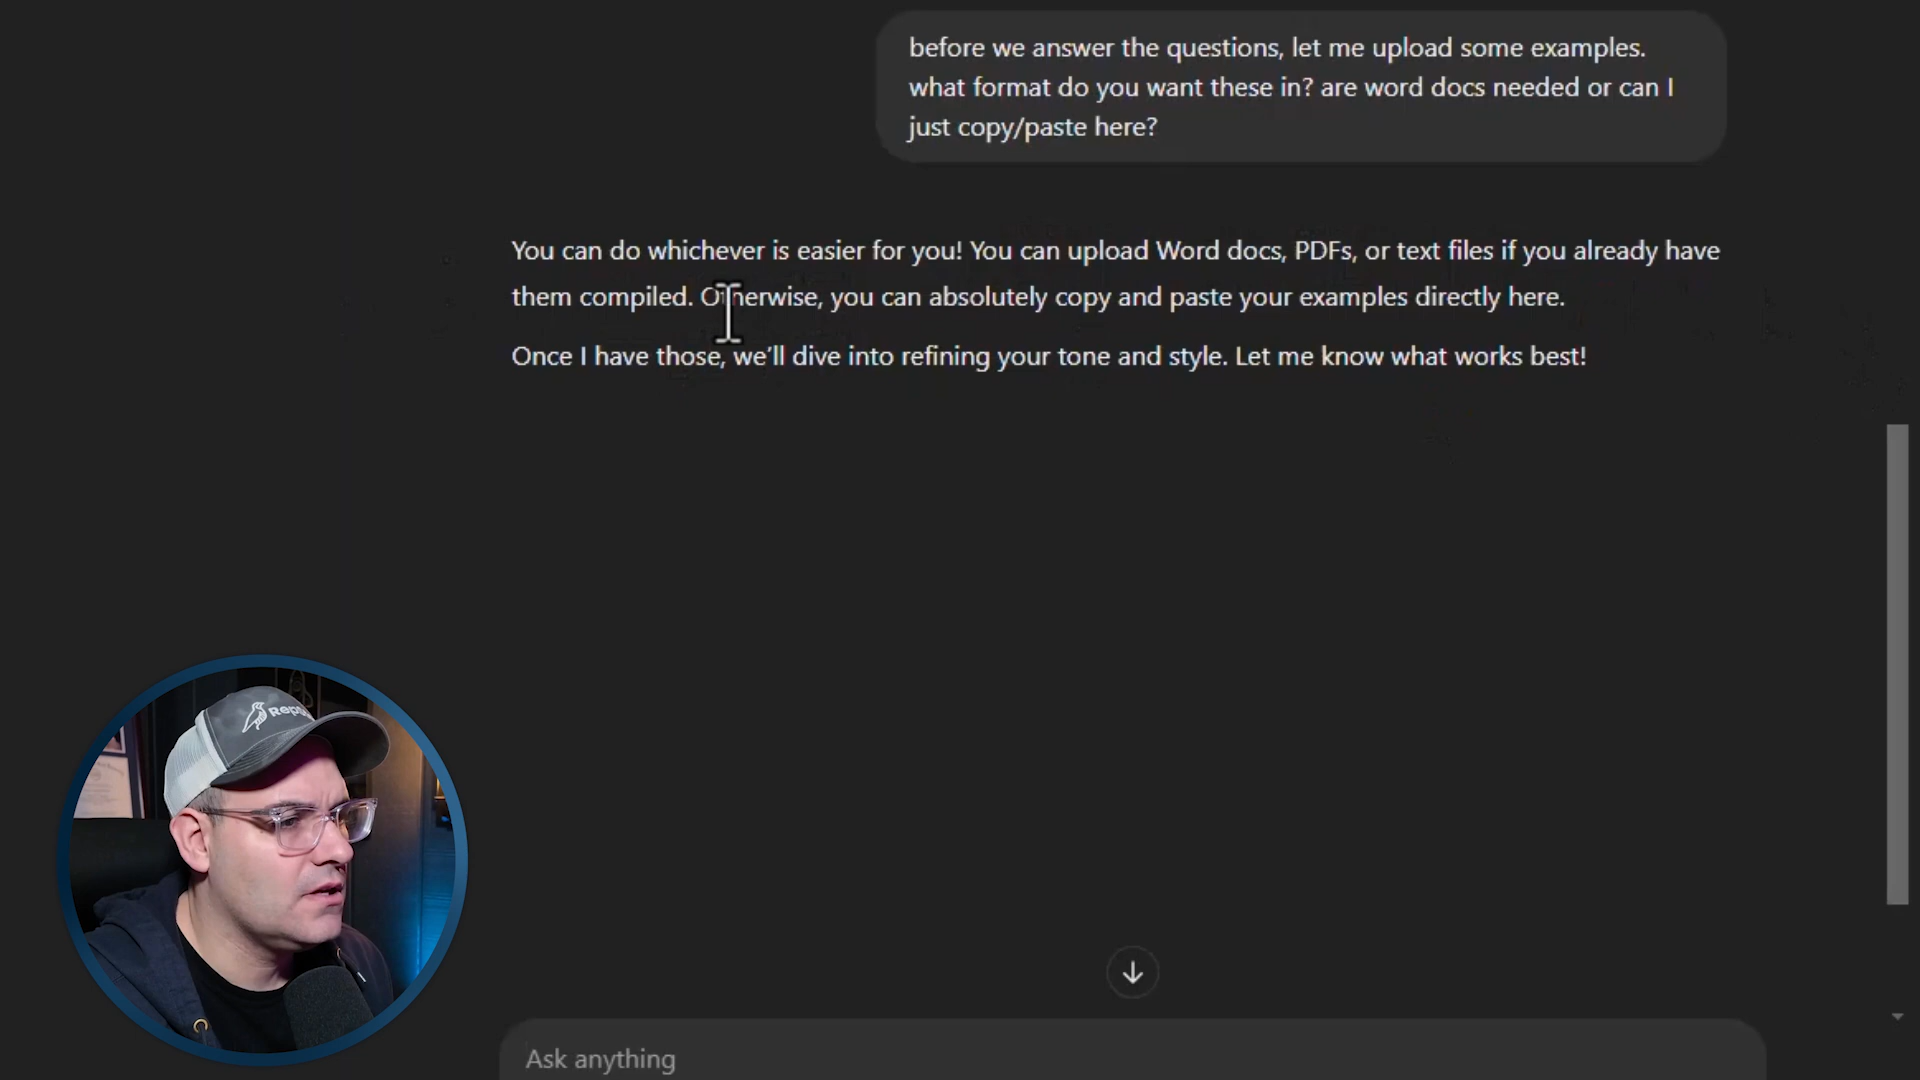 before we answer the questions, let me upload some examples.
what format do you want these in? are word docs needed or can I
just copy/paste here?
You can do whichever is easier for you! You can upload Word docs, PDFs, or text files if you already have
them compiled. Otherwise, you can absolutely copy and paste your examples directly here.
Once I have those, we’ll dive into refining your tone and style. Let me know what works best!
Ask anything